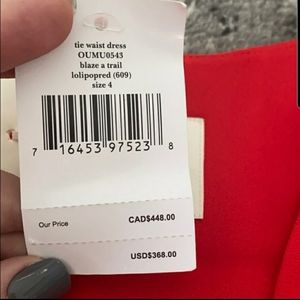 tie waist dress
OUMU0543
blaze a trail
lolipopred (609)
size 4
7 16453 97523 8
Our Price CAD$448.00
USD$368.00